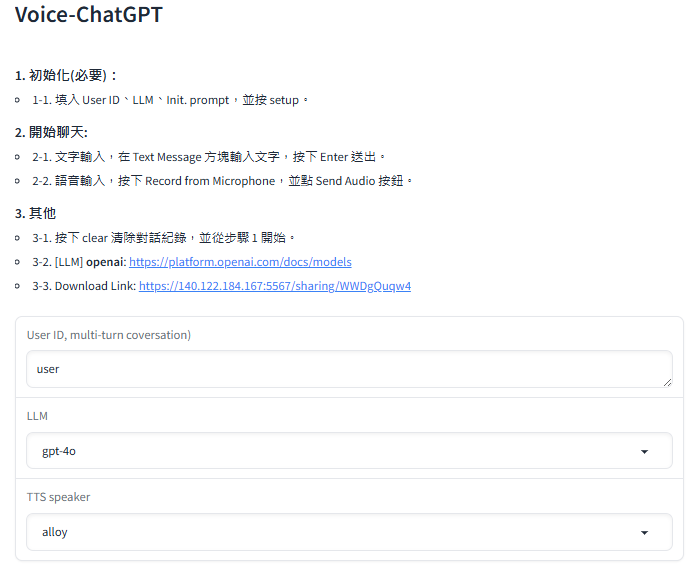 Voice-ChatGPT
1. 初始化(必要)：
1-1. 填入 User ID、LLM、Init. prompt，並按 setup。
2. 開始聊天:
2-1. 文字輸入，在 Text Message 方塊輸入文字，按下 Enter 送出。
2-2. 語音輸入，按下 Record from Microphone，並點 Send Audio 按鈕。
3. 其他
3-1. 按下 clear 清除對話紀錄，並從步驟 1 開始。
3-2. [LLM] openai: https://platform.openai.com/docs/models
3-3. Download Link: https://140.122.184.167:5567/sharing/WWDgQuqw4
User ID, multi-turn coversation)
user
LLM
gpt-4o
TTS speaker
alloy